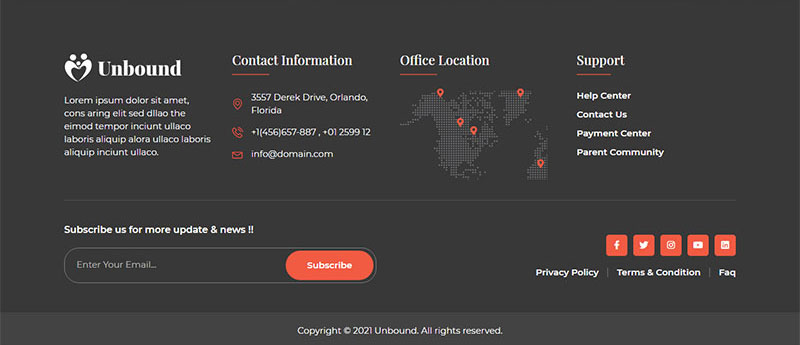 Unbound
Lorem ipsum dolor sit amet,
cons aring elit sed dllao the
eimod tempor inciunt ullaco
laboris aliquip alora ullaco laboris
aliquip inciunt ullaco.
Contact Information
3557 Derek Drive, Orlando,
Florida
+1(456)657-887 , +01 2599 12
info@domain.com
Office Location
Support
Help Center
Contact Us
Payment Center
Parent Community
Subscribe us for more update & news !!
Enter Your Email...
Subscribe
Privacy Policy | Terms & Condition | Faq
Copyright © 2021 Unbound. All rights reserved.